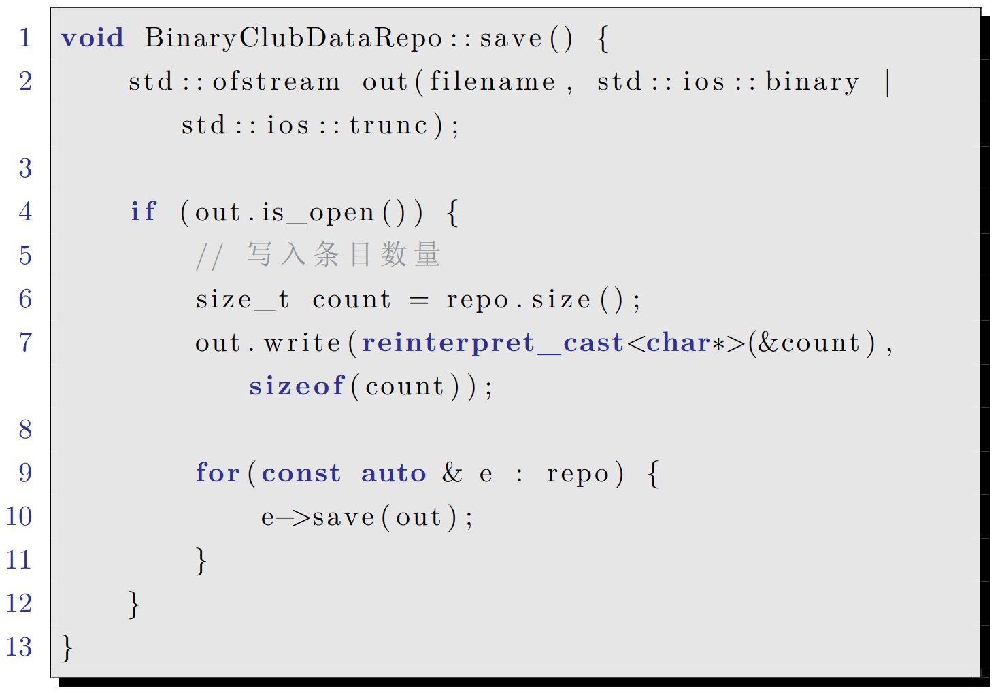 1 void BinaryClubDataRepo::save() {
2 std::ofstream out(filename, std::ios::binary |
std::ios::trunc);
3
4 if (out.is_open()) {
5 // 写入条目数量
6 size_t count = repo.size();
7 out.write(reinterpret_cast<char*>(&count),
sizeof(count));
8
9 for(const auto & e : repo) {
10 e->save(out);
11 }
12 }
13 }